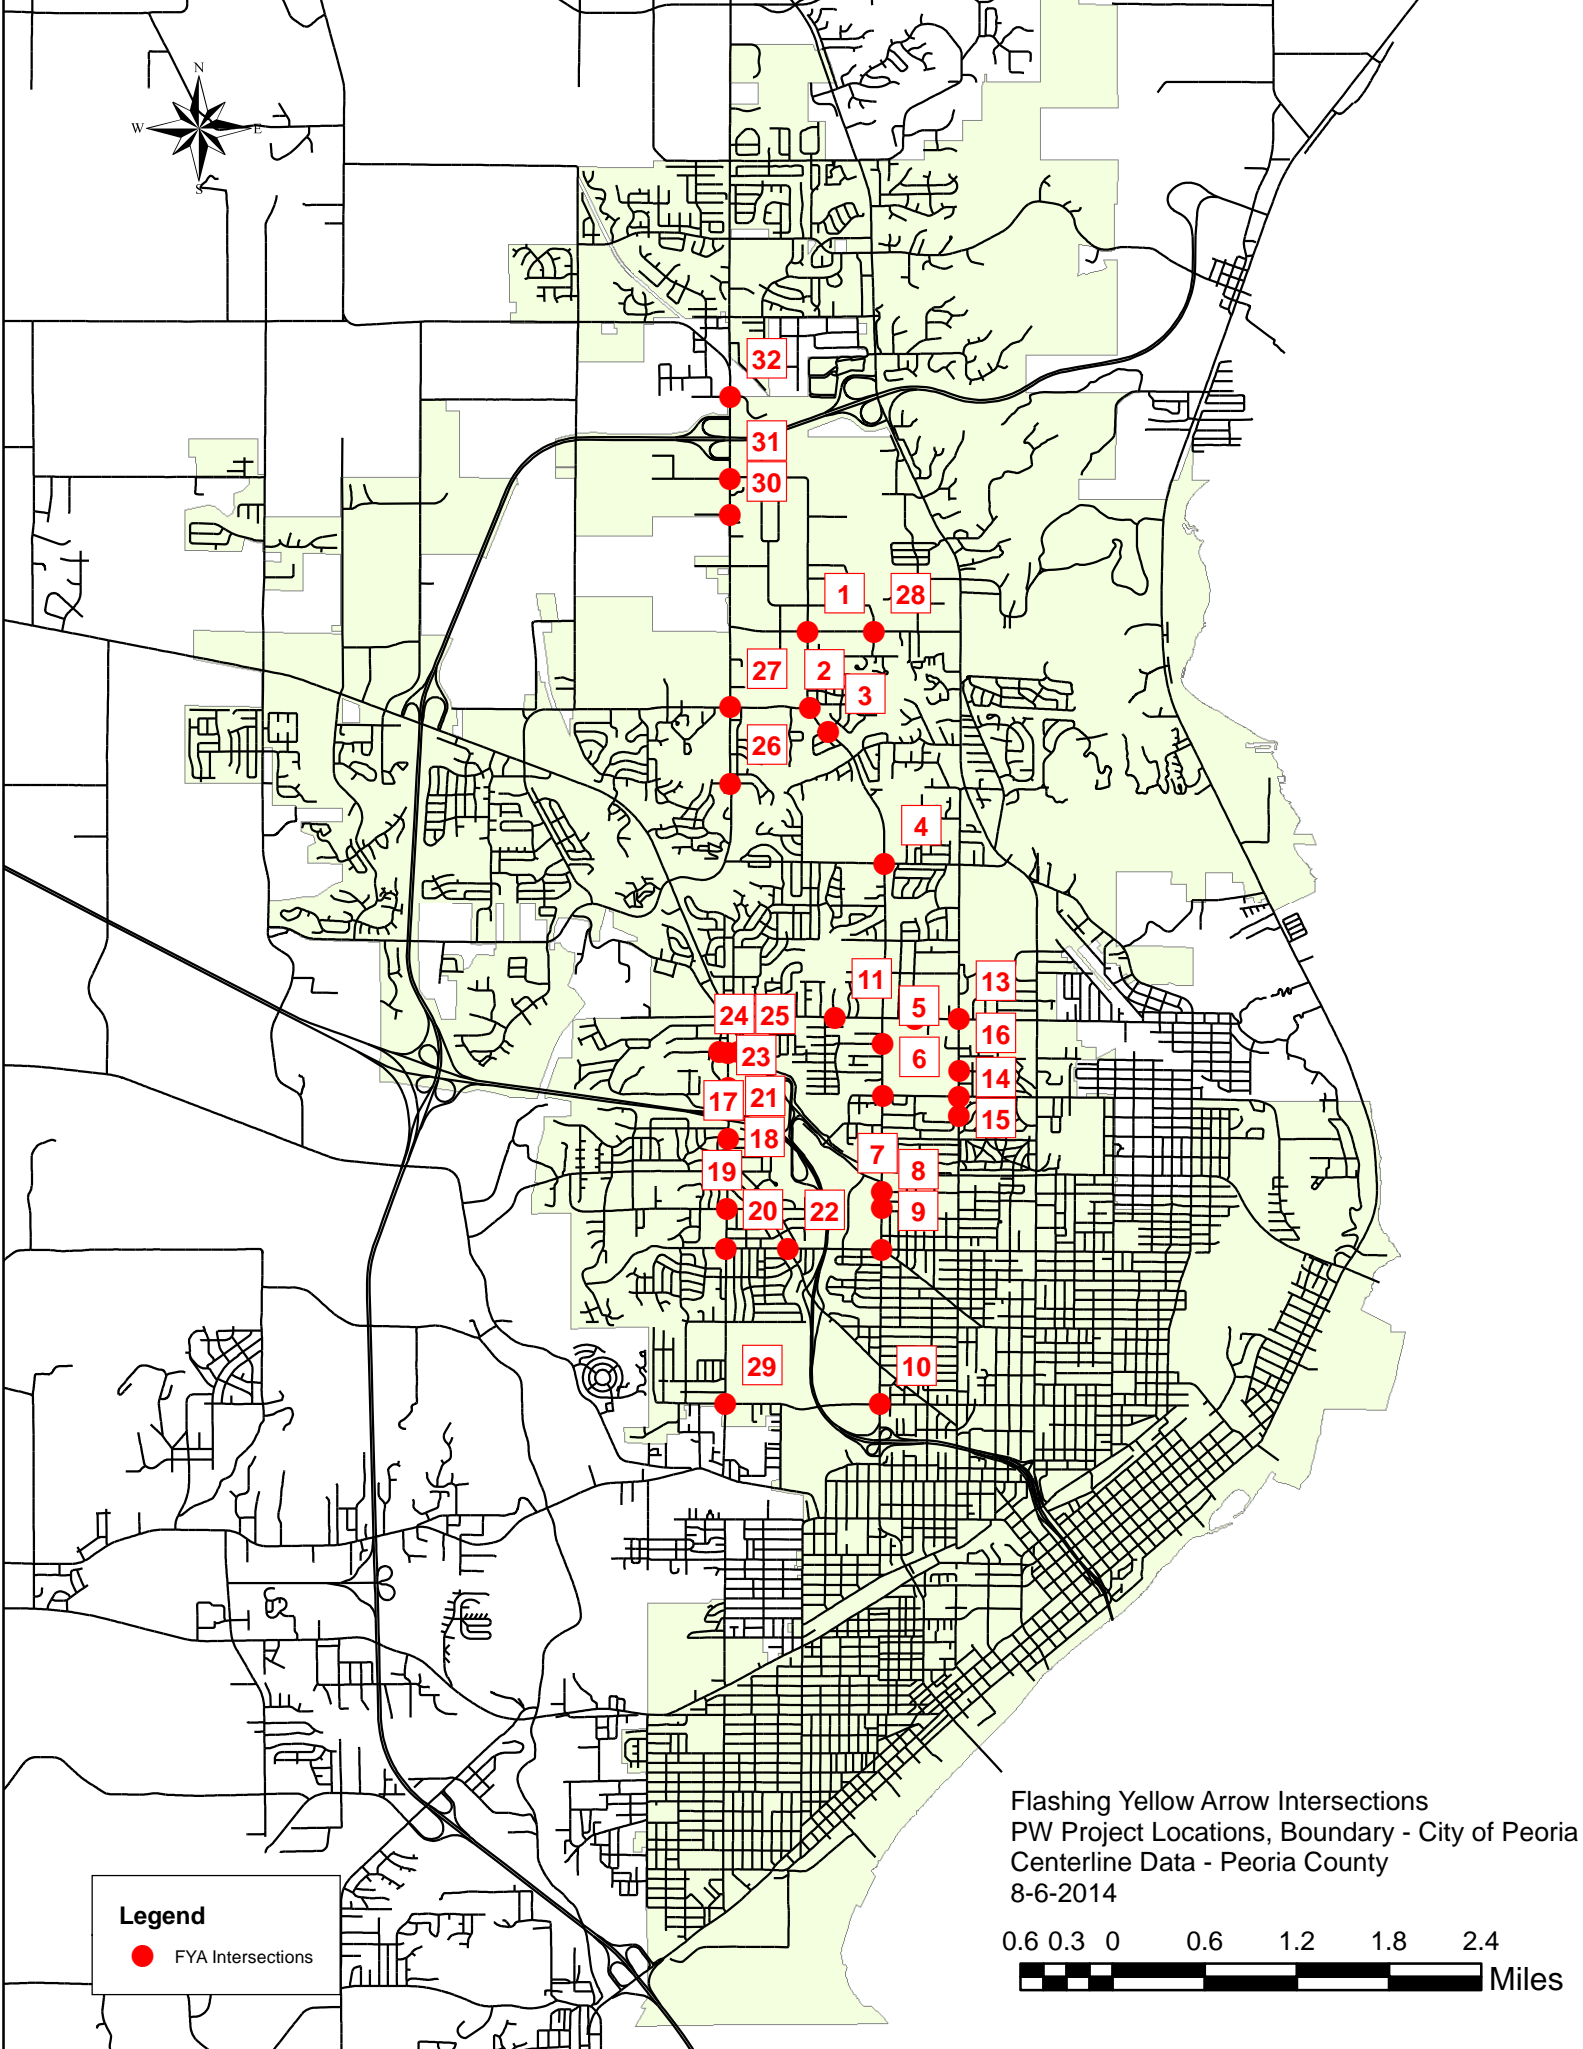 N
W E
S
32
31
30
1 28
27 2
3
26
4
11 13
5
24 25
16
6
23
14
17 21
15
18
7
8
19
20 22 9
29 10
Flashing Yellow Arrow Intersections
PW Project Locations, Boundary - City of Peoria
Centerline Data - Peoria County
8-6-2014
0.6 0.3 0 0.6 1.2 1.8 2.4
Miles
Legend
FYA Intersections